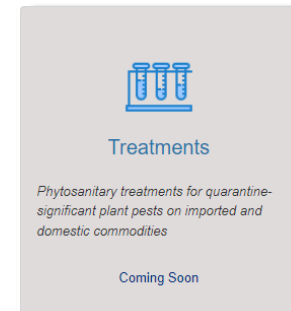 Treatments
Phytosanitary treatments for quarantine-
significant plant pests on imported and
domestic commodities
Coming Soon